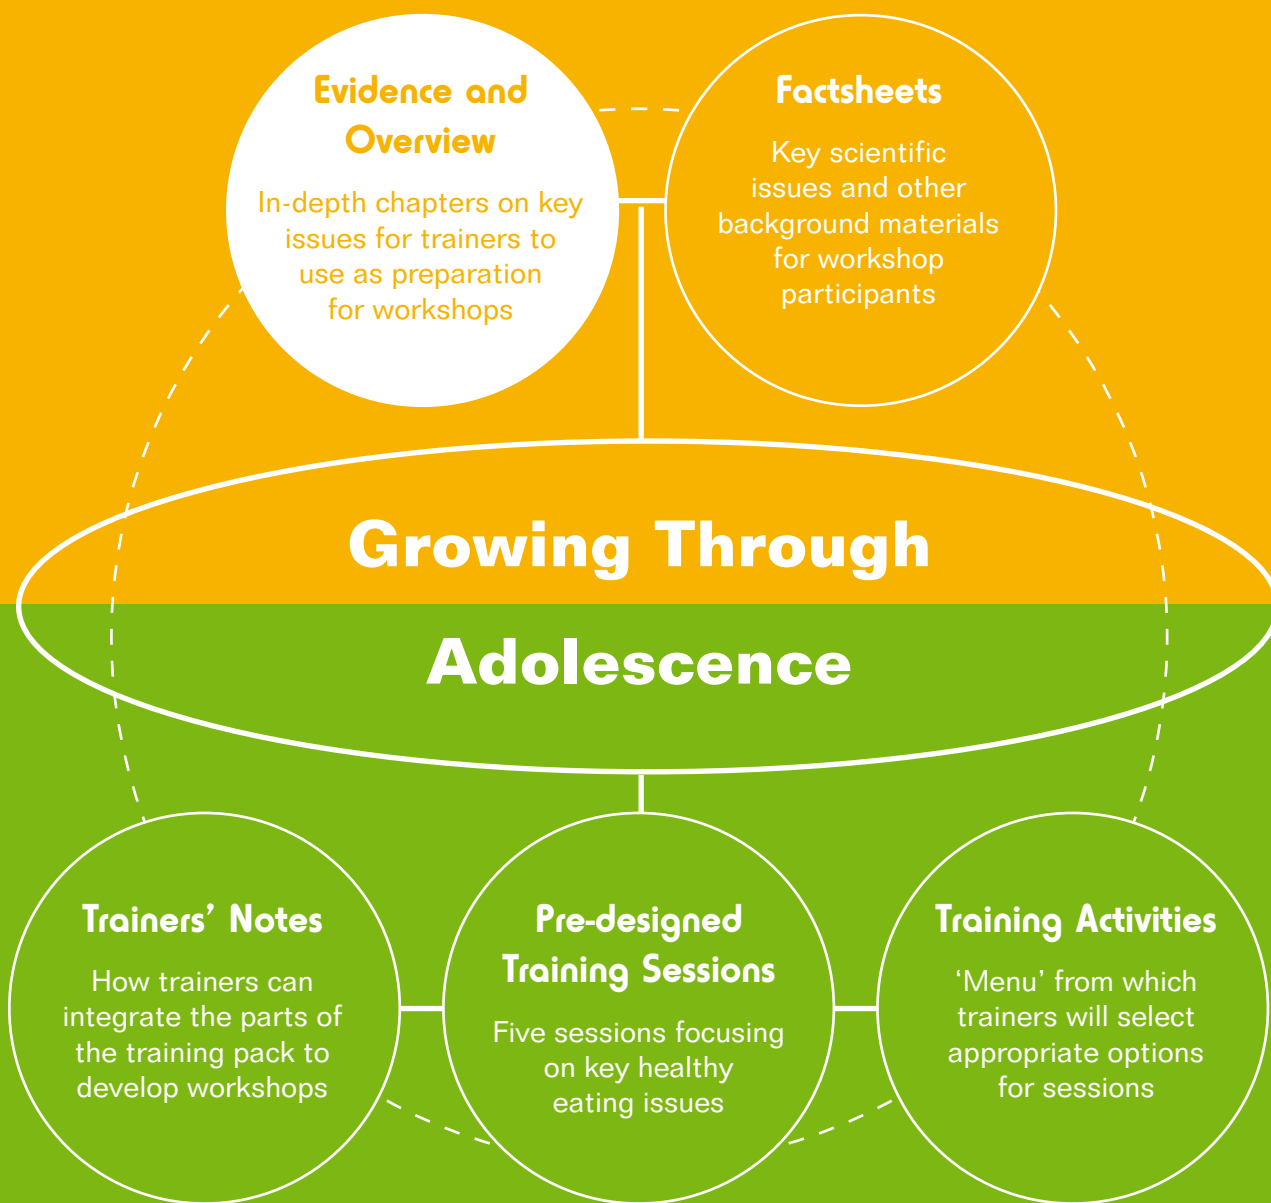 Evidence and
Overview
In-depth chapters on key
issues for trainers to
use as preparation
for workshops
Factsheets
Key scientific
issues and other
background materials
for workshop
participants
Growing Through
Adolescence
Trainers’ Notes
How trainers can
integrate the parts of
the training pack to
develop workshops
Pre-designed
Training Sessions
Five sessions focusing
on key healthy
eating issues
Training Activities
‘Menu’ from which
trainers will select
appropriate options
for sessions